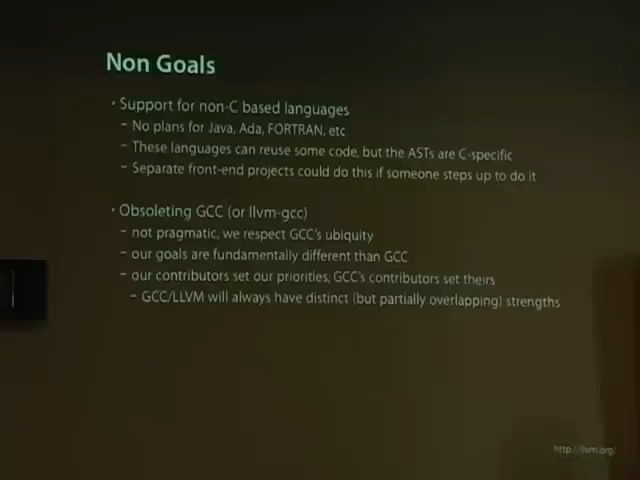 Non Goals
• Support for non-C based languages
– No plans for Java, Ada, FORTRAN, etc
– These languages can reuse some code, but the ASTs are C-specific
– Separate front-end projects could do this if someone steps up to do it
• Obsoleting GCC (or llvm-gcc)
– not pragmatic, we respect GCC's ubiquity
– our goals are fundamentally different than GCC
– our contributors set our priorities, GCC's contributors set theirs
– GCC/LLVM will always have distinct (but partially overlapping) strengths
http://llvm.org/